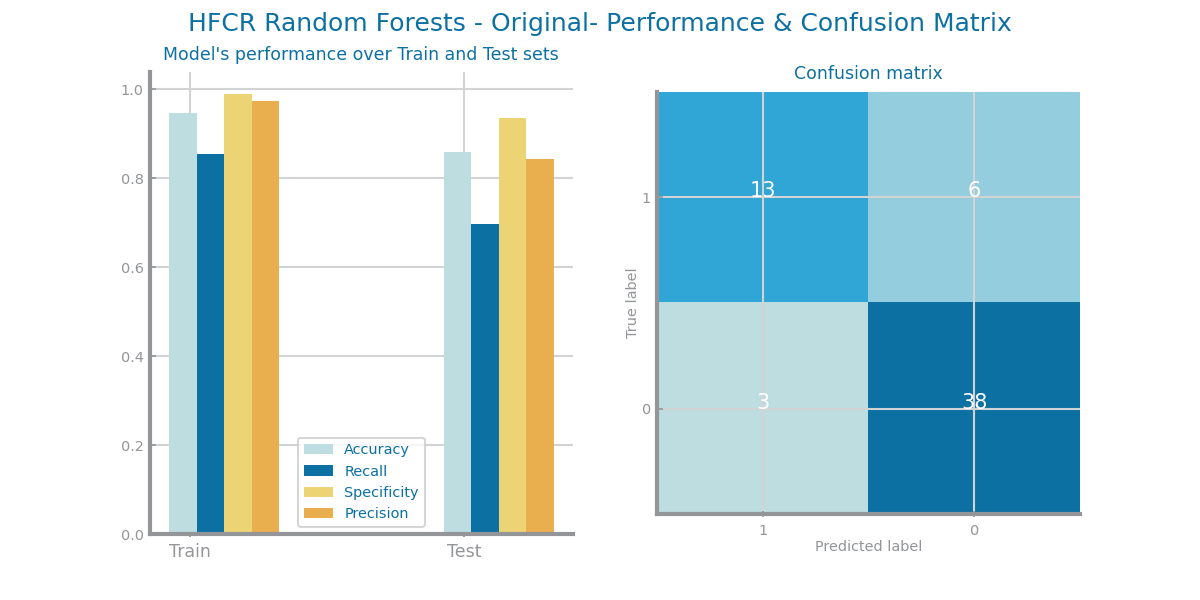 HFCR Random Forests - Original- Performance & Confusion Matrix
Model's performance over Train and Test sets
1.0
0.8
0.6
0.4
0.2
0.0
Train
Test
Accuracy
Recall
Specificity
Precision
Confusion matrix
True label
1
0
13
6
3
38
1
0
Predicted label